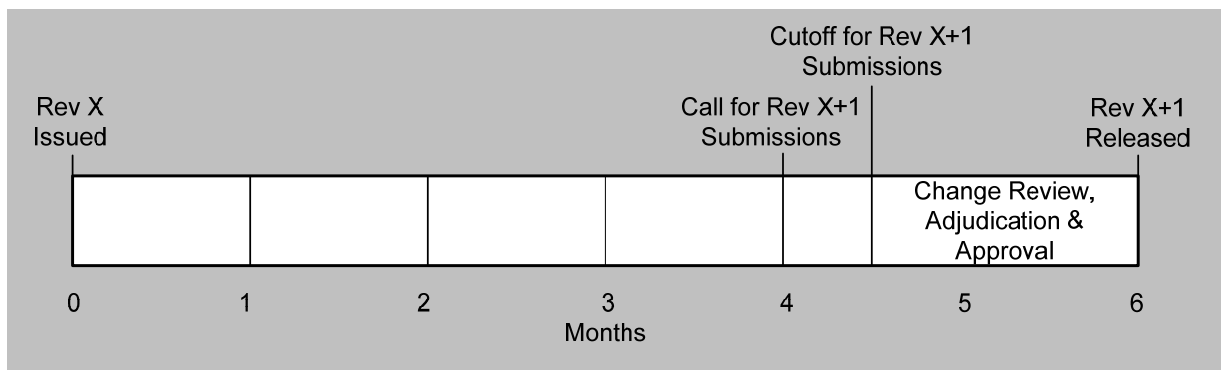 Cutoff for Rev X+1
Submissions
Rev X
Issued
Call for Rev X+1
Submissions
Rev X+1
Released
Change Review,
Adjudication &
Approval
0 1 2 3 4 5 6
Months